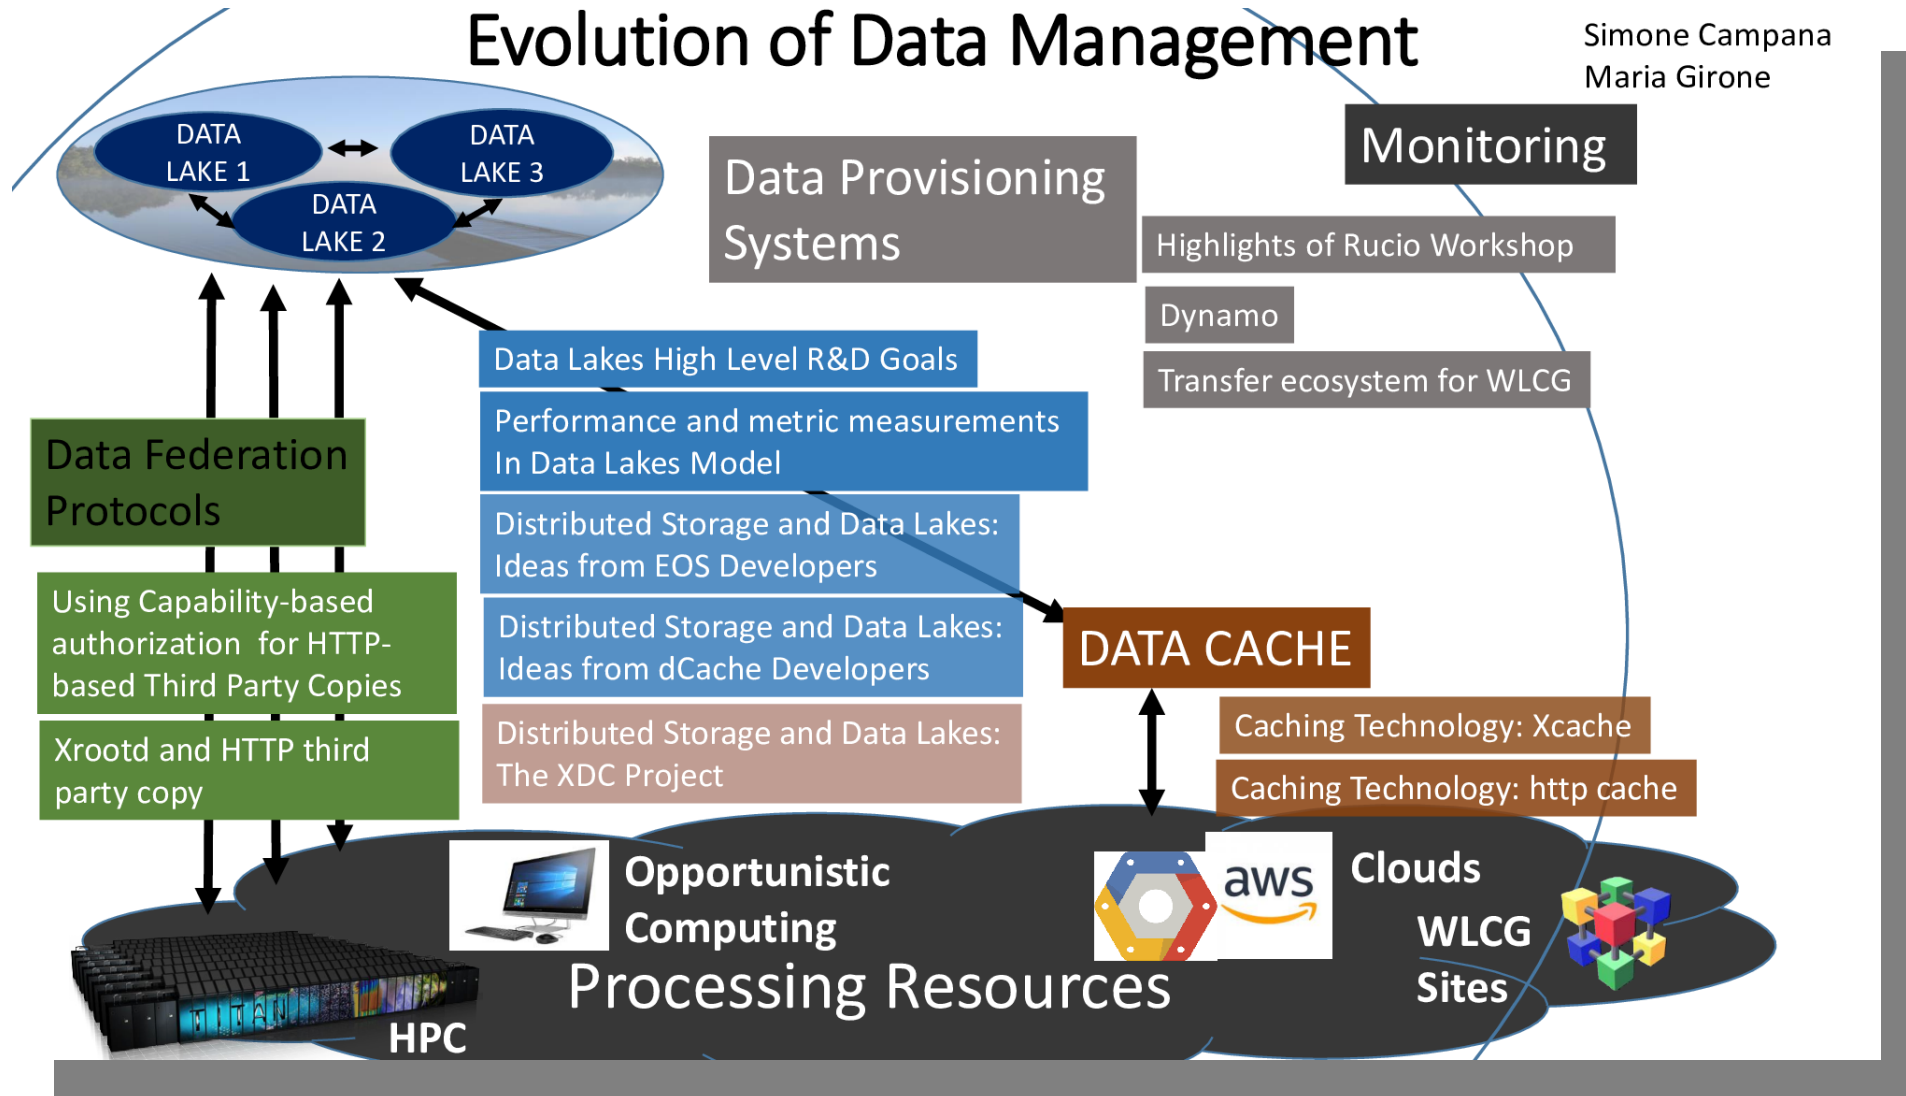 Evolution of Data Management
Simone Campana
Maria Girone
DATA
LAKE 1
DATA
LAKE 3
DATA
LAKE 2
Data Provisioning
Systems
Monitoring
Highlights of Rucio Workshop
Dynamo
Transfer ecosystem for WLCG
Data Lakes High Level R&D Goals
Performance and metric measurements
In Data Lakes Model
Distributed Storage and Data Lakes:
Ideas from EOS Developers
Distributed Storage and Data Lakes:
Ideas from dCache Developers
Distributed Storage and Data Lakes:
The XDC Project
Data Federation
Protocols
Using Capability-based
authorization for HTTP-
based Third Party Copies
Xrootd and HTTP third
party copy
DATA CACHE
Caching Technology: Xcache
Caching Technology: http cache
Opportunistic
Computing
aws
Clouds
WLCG
Sites
Processing Resources
TITAN
HPC